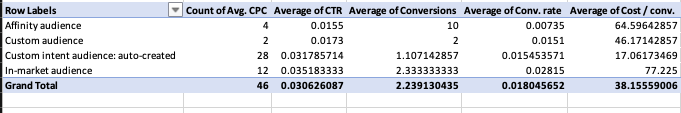 Row Labels Count of Avg. CPC Average of CTR Average of Conversions Average of Conv. rate Average of Cost / conv.
Affinity audience 4 0.0155 10 0.00735 64.59642857
Custom audience 2 0.0173 2 0.0151 46.17142857
Custom intent audience: auto-created 28 0.031785714 1.107142857 0.015453571 17.06173469
In-market audience 12 0.035183333 2.333333333 0.02815 77.225
Grand Total 46 0.030626087 2.239130435 0.018045652 38.15559006